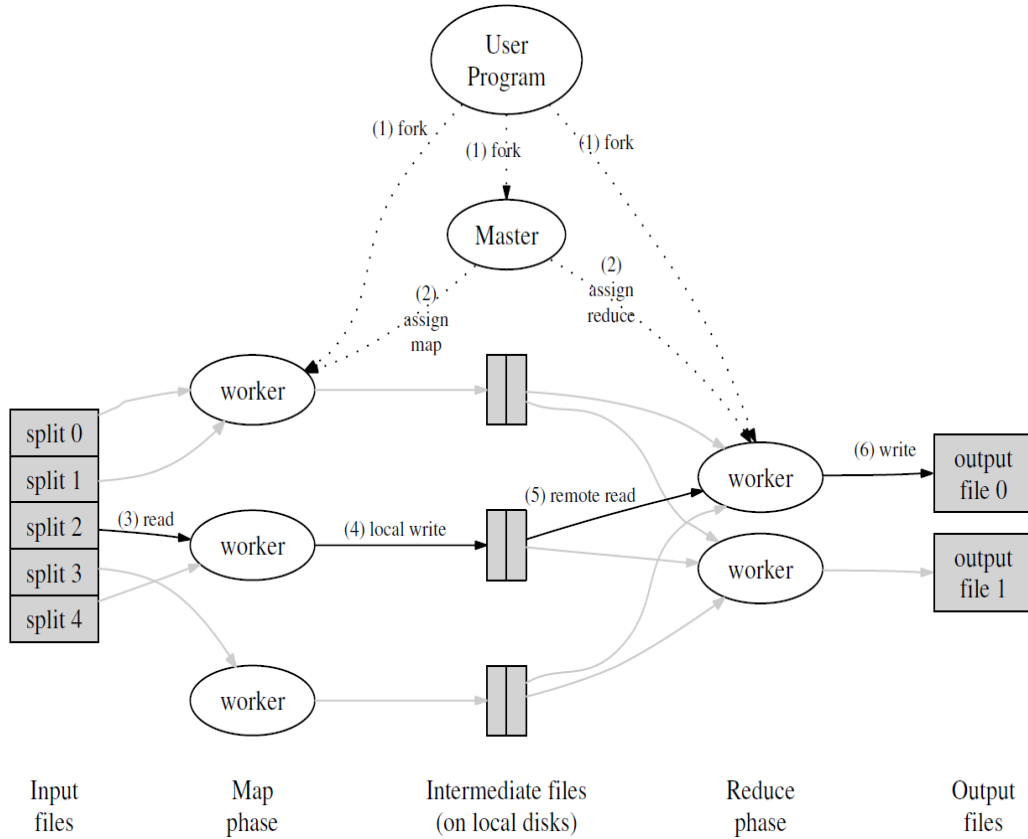 User
Program
(1) fork
(1) fork
(1) fork
Master
(2)
assign
map
(2)
assign
reduce
worker
split 0
split 1
split 2
split 3
split 4
(3) read
worker
(4) local write
worker
(5) remote read
worker
worker
(6) write
output
file 0
output
file 1
Input
files
Map
phase
Intermediate files
(on local disks)
Reduce
phase
Output
files